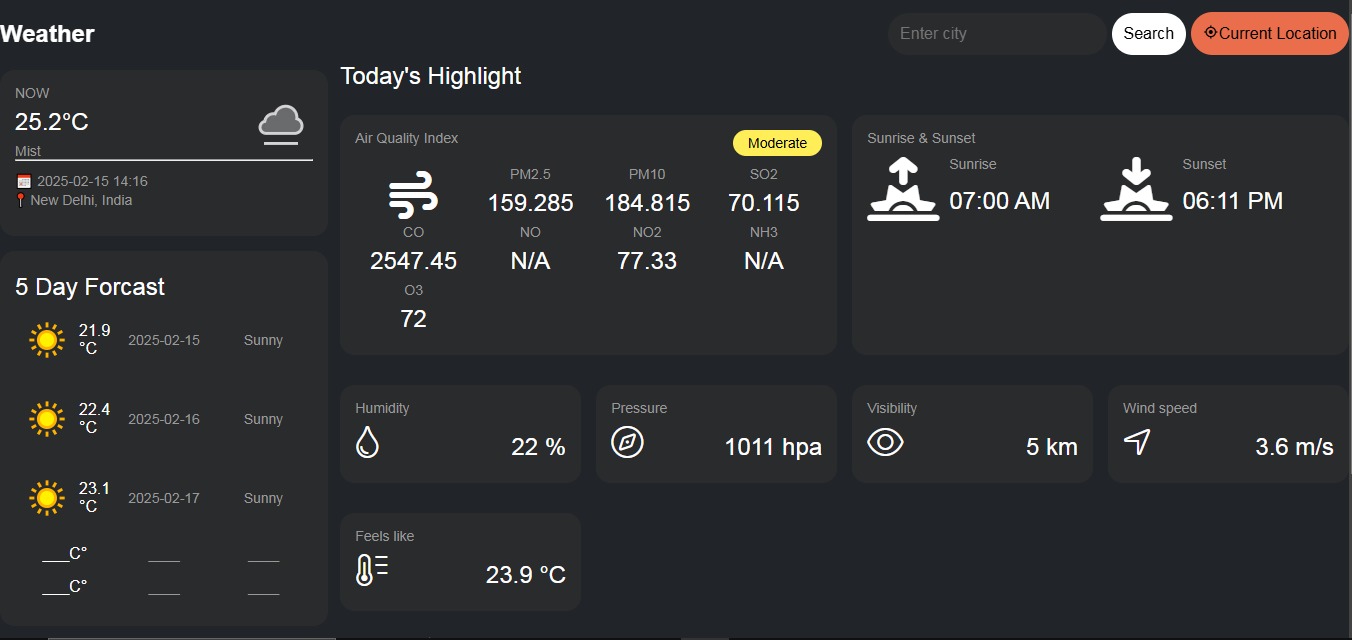 Weather
Enter city
Search
Current Location
NOW
25.2°C
Mist
2025-02-15 14:16
New Delhi, India
5 Day Forcast
21.9 °C 2025-02-15 Sunny
22.4 °C 2025-02-16 Sunny
23.1 °C 2025-02-17 Sunny
___C° ____ ____
___C° ____ ____
Today's Highlight
Air Quality Index
Moderate
PM2.5 PM10 SO2
159.285 184.815 70.115
CO NO NO2 NH3
2547.45 N/A 77.33 N/A
O3
72
Sunrise & Sunset
Sunrise
07:00 AM
Sunset
06:11 PM
Humidity
22 %
Pressure
1011 hpa
Visibility
5 km
Wind speed
3.6 m/s
Feels like
23.9 °C